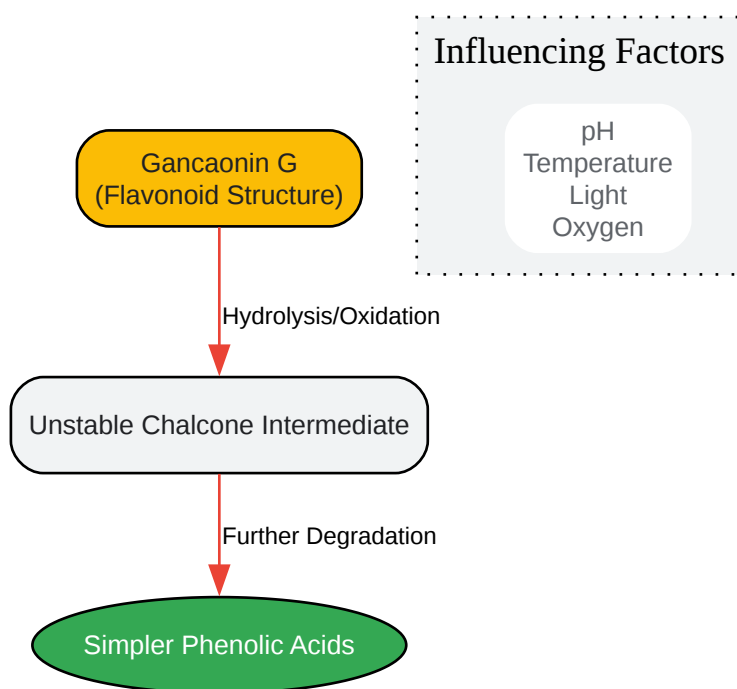 Influencing Factors
pH
Temperature
Light
Oxygen
Gancaonin G
(Flavonoid Structure)
Hydrolysis/Oxidation
Unstable Chalcone Intermediate
Further Degradation
Simpler Phenolic Acids